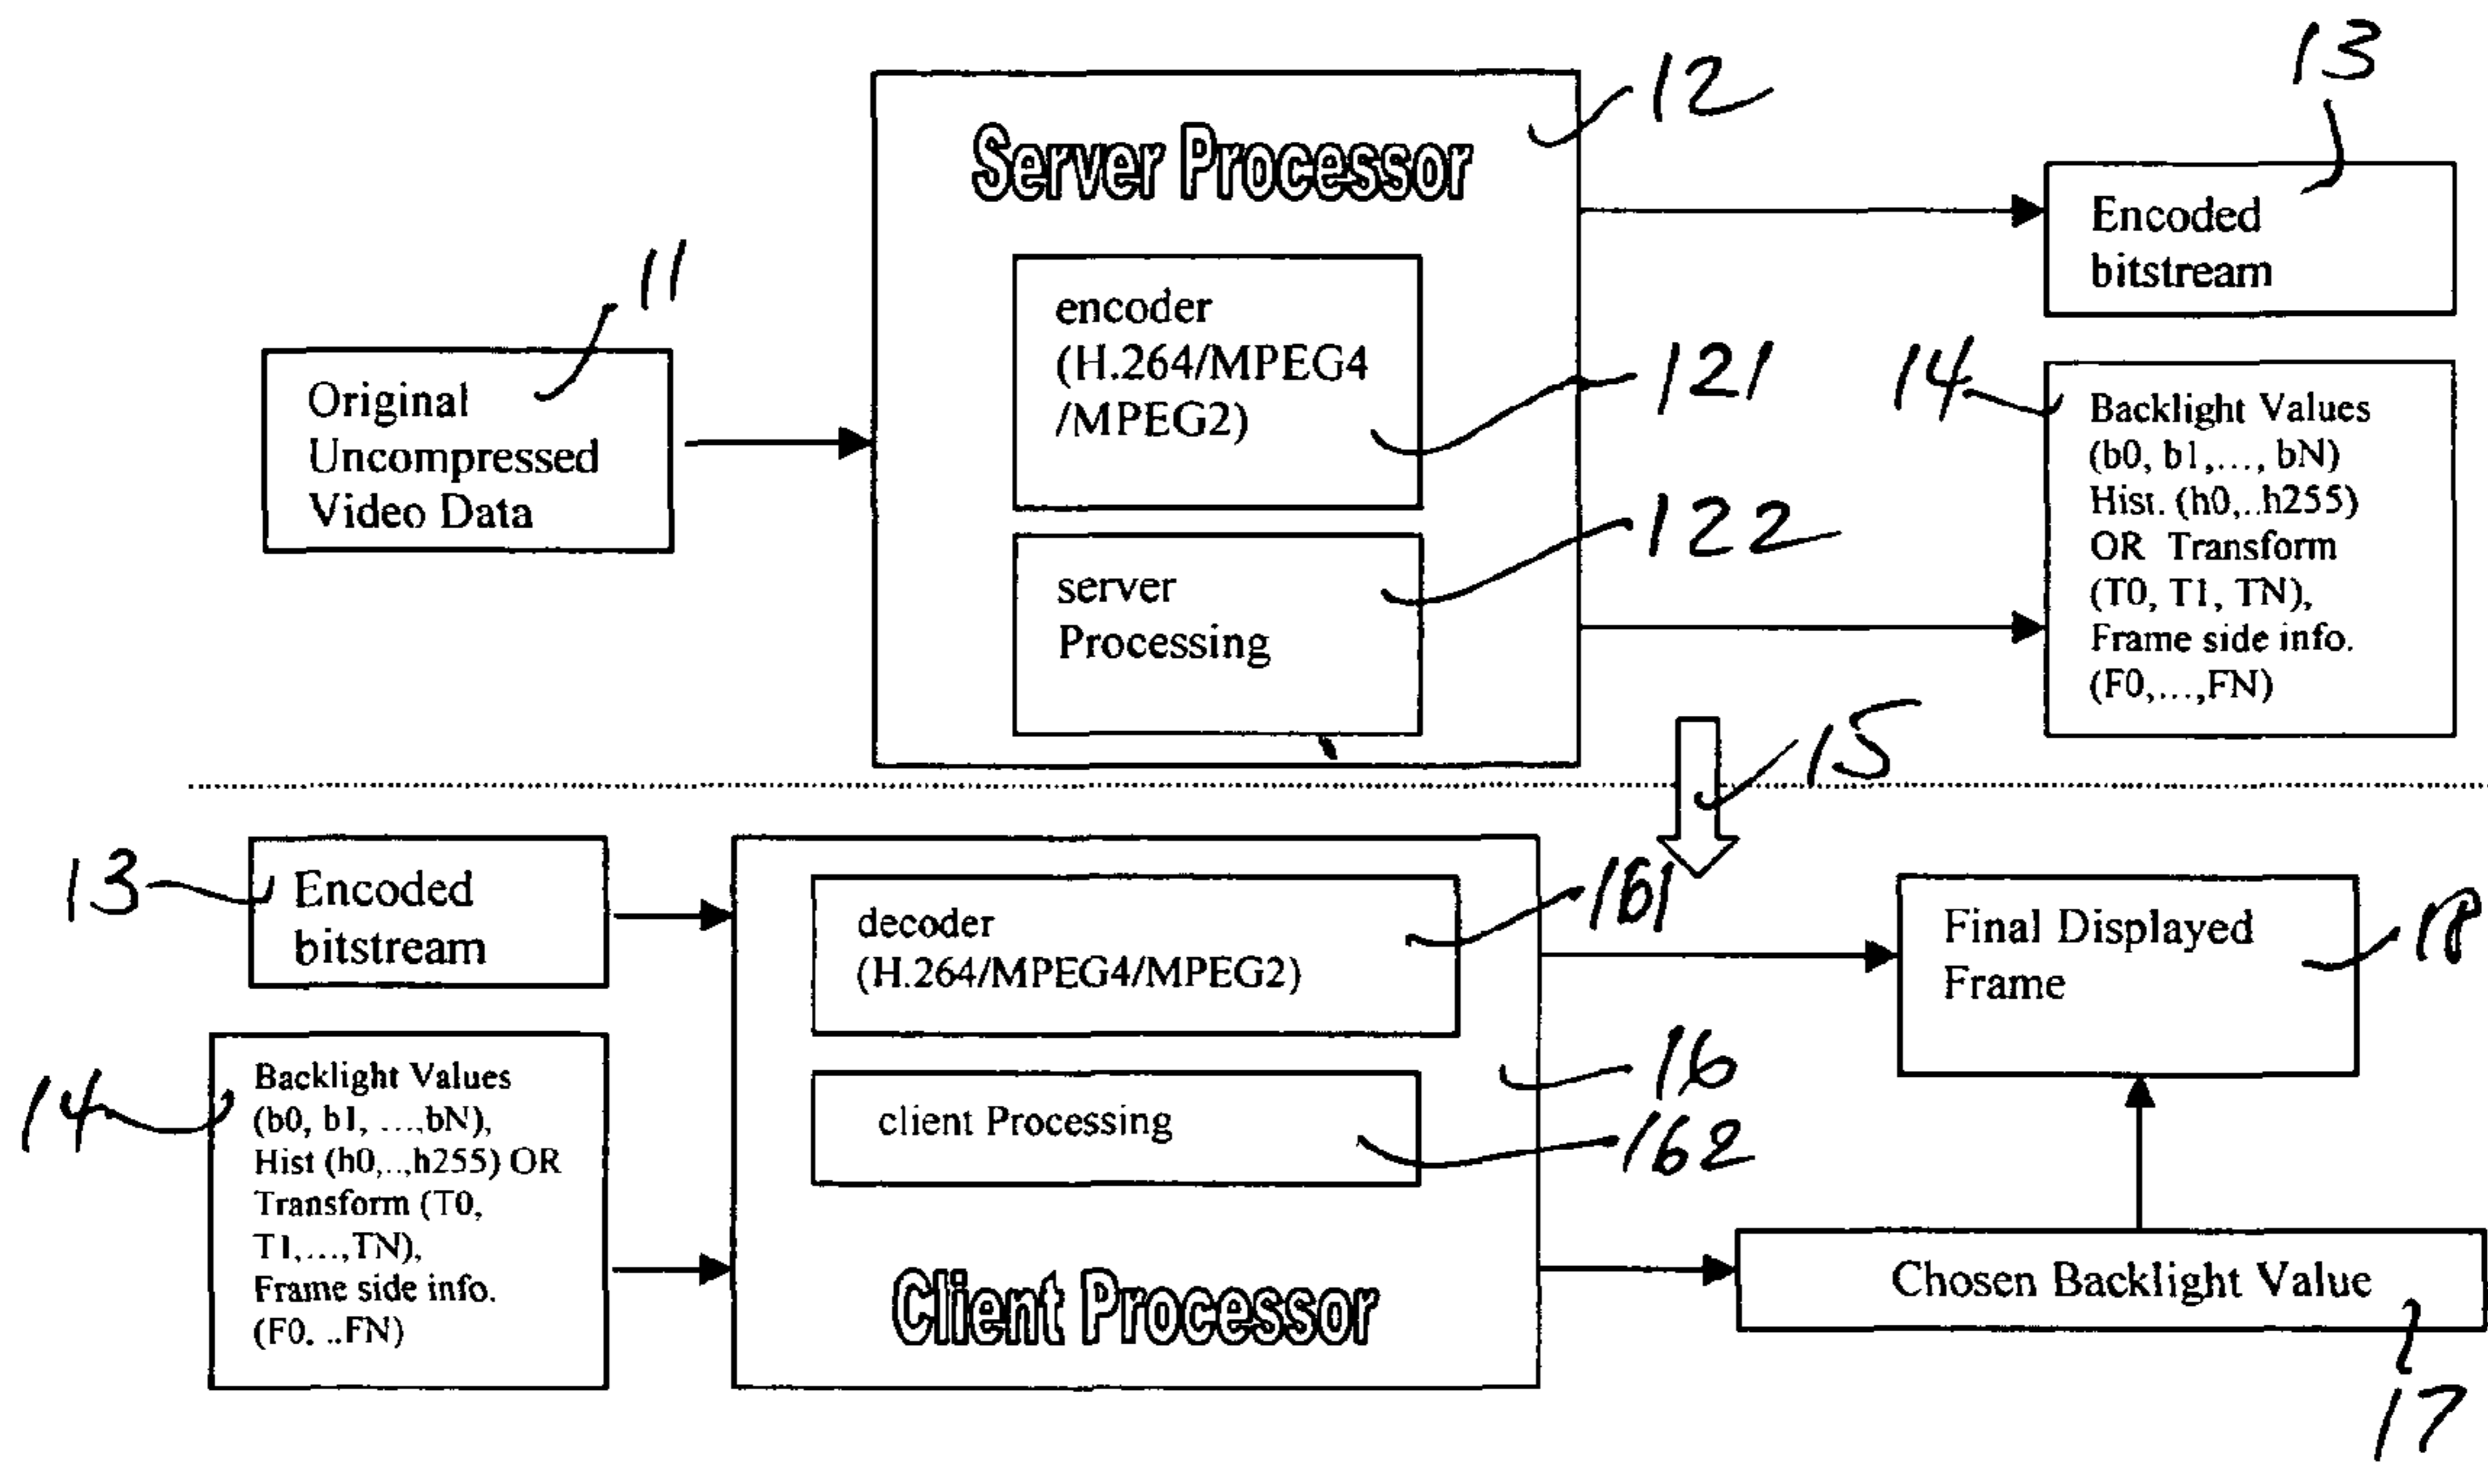 13
12
Server Processor
Encoded
bitstream
11
encoder
(H.264/MPEG4
/MPEG2)
121
14
Original
Uncompressed
Video Data
Backlight Values
(b0, b1,..., bN)
Hist. (h0,..h255)
OR Transform
(T0, T1, TN),
Frame side info.
(F0,...,FN)
122
server
Processing
15
13
Encoded
bitstream
decoder
(H.264/MPEG4/MPEG2)
161
Final Displayed
Frame
18
14
Backlight Values
(b0, b1, ...,bN),
Hist (h0,..,h255) OR
Transform (T0,
T1,...,TN),
Frame side info.
(F0. ..FN)
16
client Processing
162
Client Processor
Chosen Backlight Value
17